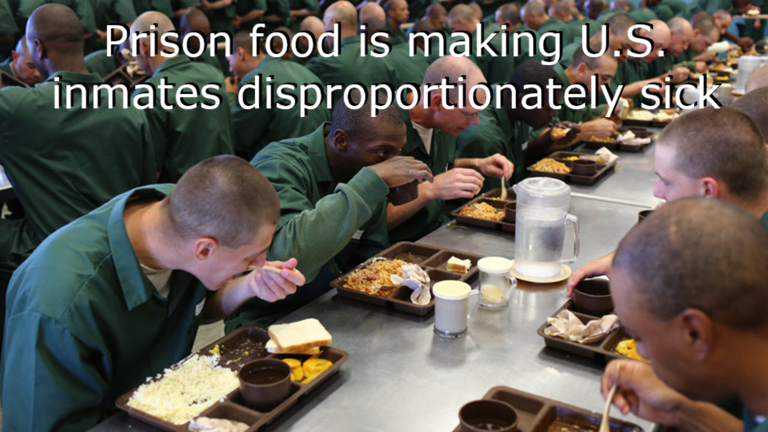 Prison food is making U.S.
inmates disproportionately sick